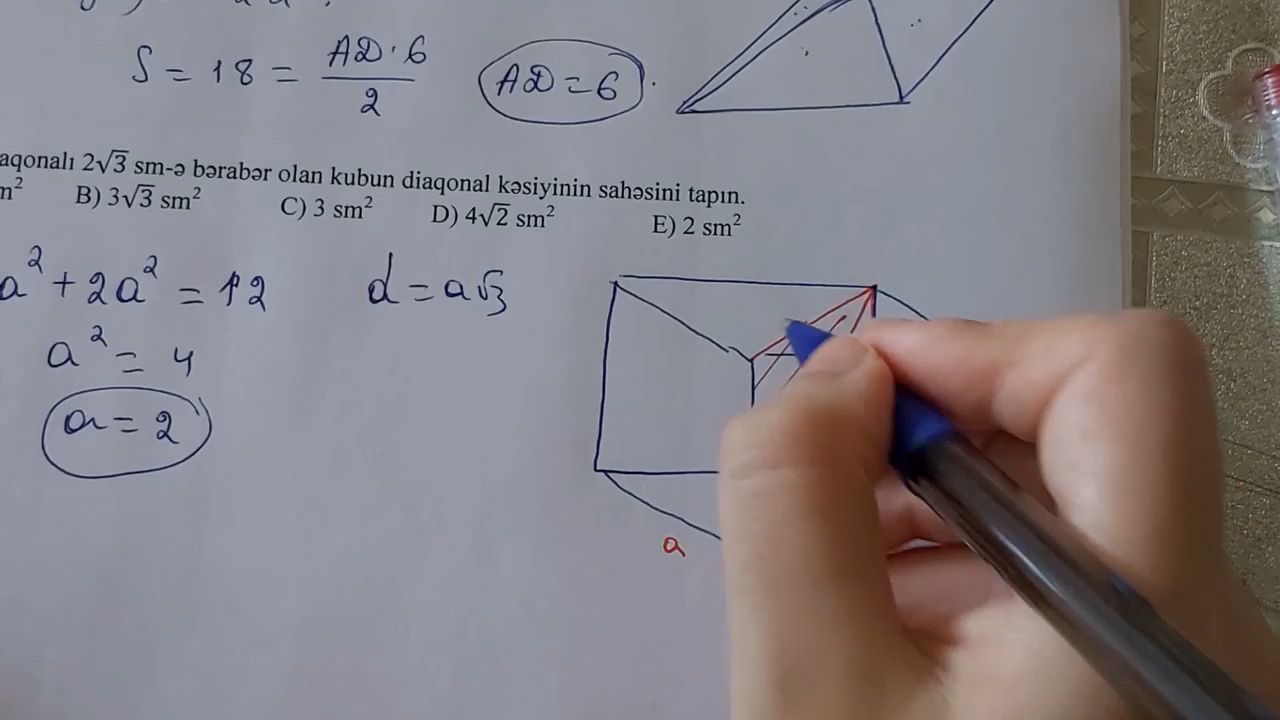 S = 18 = AD · 6 / 2 AD = 6
aqonalı 2√3 sm-ə bərabər olan kubun diaqonal kəsiyinin sahəsini tapın.
m² B) 3√3 sm² C) 3 sm² D) 4√2 sm² E) 2 sm²
a² + 2a² = 12 d = a√3
a² = 4
a = 2
a